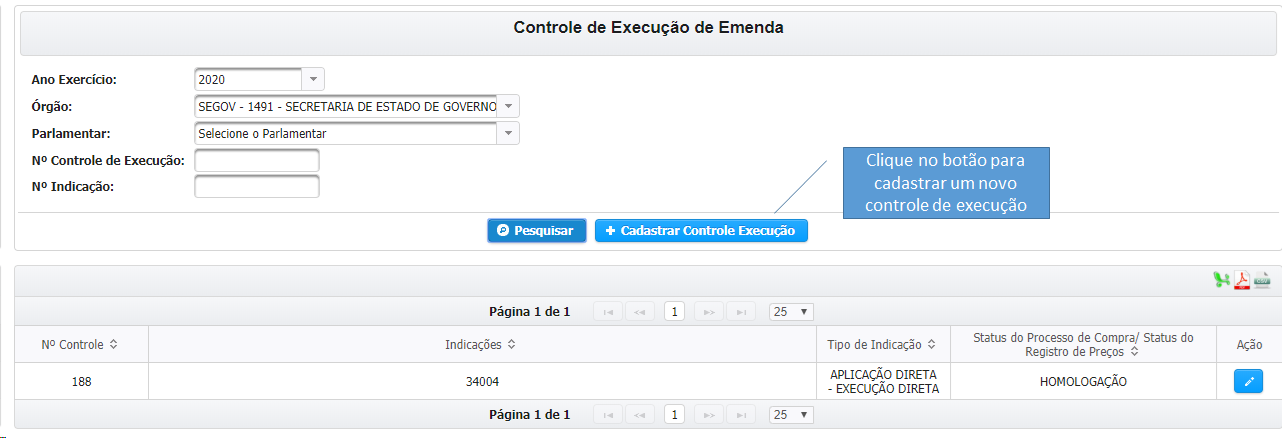 Controle de Execução de Emenda
Ano Exercício: 2020
Órgão: SEGOV - 1491 - SECRETARIA DE ESTADO DE GOVERNO
Parlamentar: Selecione o Parlamentar
Nº Controle de Execução:
Nº Indicação:
Clique no botão para
cadastrar um novo
controle de execução
Pesquisar + Cadastrar Controle Execução
PDF CSV
Página 1 de 1 1 25
Nº Controle Indicações Tipo de Indicação Status do Processo de Compra/ Status do
Registro de Preços Ação
188 34004 APLICAÇÃO DIRETA
- EXECUÇÃO DIRETA HOMOLOGAÇÃO
Página 1 de 1 1 25